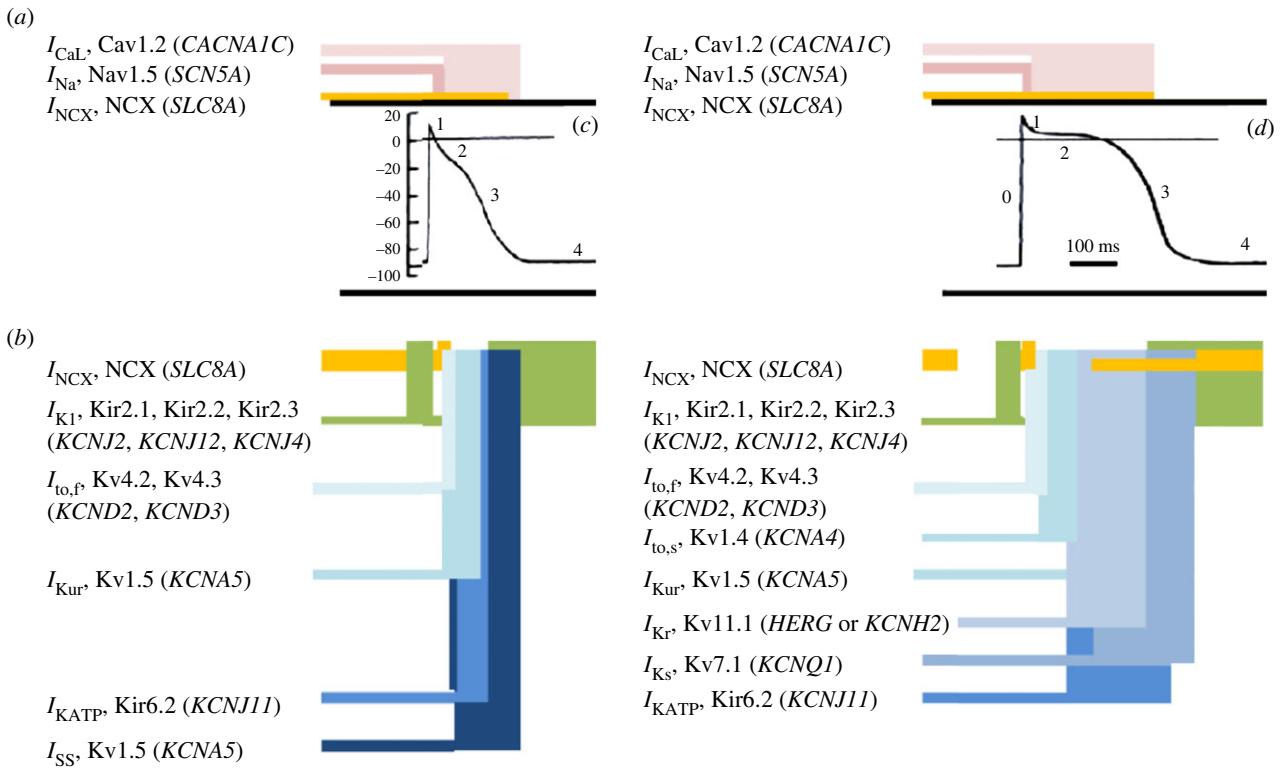 (a)
I_CaL, Cav1.2 (CACNA1C)
I_Na, Nav1.5 (SCN5A)
I_NCX, NCX (SLC8A)
20
0
−20
−40
−60
−80
−100
1
2
3
4
(c)
I_CaL, Cav1.2 (CACNA1C)
I_Na, Nav1.5 (SCN5A)
I_NCX, NCX (SLC8A)
0
1
2
3
4
100 ms
(d)
(b)
I_NCX, NCX (SLC8A)
I_K1, Kir2.1, Kir2.2, Kir2.3
(KCNJ2, KCNJ12, KCNJ4)
I_to,f, Kv4.2, Kv4.3
(KCND2, KCND3)
I_Kur, Kv1.5 (KCNA5)
I_KATP, Kir6.2 (KCNJ11)
I_SS, Kv1.5 (KCNA5)
I_NCX, NCX (SLC8A)
I_K1, Kir2.1, Kir2.2, Kir2.3
(KCNJ2, KCNJ12, KCNJ4)
I_to,f, Kv4.2, Kv4.3
(KCND2, KCND3)
I_to,s, Kv1.4 (KCNA4)
I_Kur, Kv1.5 (KCNA5)
I_Kr, Kv11.1 (HERG or KCNH2)
I_Ks, Kv7.1 (KCNQ1)
I_KATP, Kir6.2 (KCNJ11)